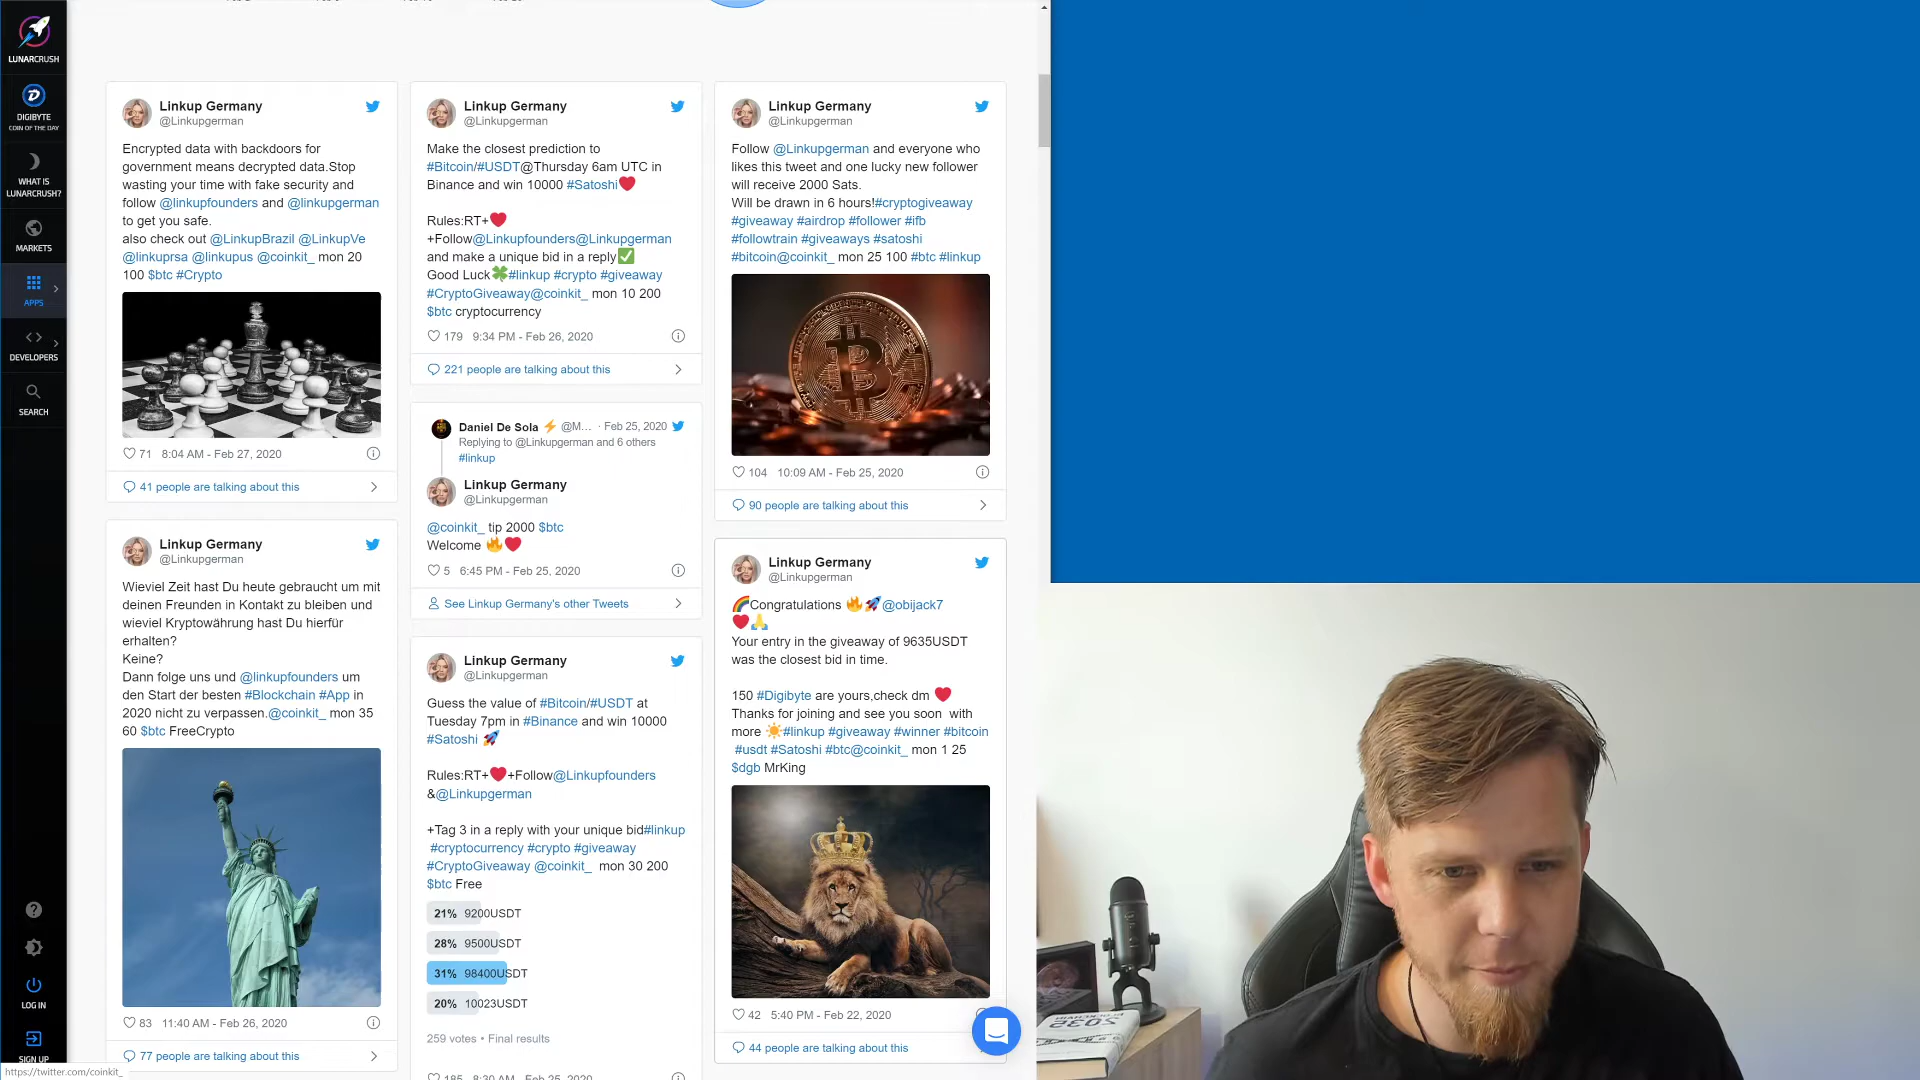 LUNARCRUSH
DIGIBYTE
COIN OF THE DAY
WHAT IS
LUNARCRUSH?
MARKETS
APPS
DEVELOPERS
SEARCH
LOG IN
SIGN UP
https://twitter.com/coinkit_
Linkup Germany
@Linkupgerman
Encrypted data with backdoors for
government means decrypted data.Stop
wasting your time with fake security and
follow @linkupfounders and @linkupgerman
to get you safe.
also check out @LinkupBrazil @LinkupVe
@linkuprsa @linkupus @coinkit_ mon 20
100 $btc #Crypto
71 8:04 AM - Feb 27, 2020
41 people are talking about this
Linkup Germany
@Linkupgerman
Wieviel Zeit hast Du heute gebraucht um mit
deinen Freunden in Kontakt zu bleiben und
wieviel Kryptowährung hast Du hierfür
erhalten?
Keine?
Dann folge uns und @linkupfounders um
den Start der besten #Blockchain #App in
2020 nicht zu verpassen.@coinkit_ mon 35
60 $btc FreeCrypto
83 11:40 AM - Feb 26, 2020
77 people are talking about this
Linkup Germany
@Linkupgerman
Make the closest prediction to
#Bitcoin/#USDT@Thursday 6am UTC in
Binance and win 10000 #Satoshi❤️
Rules:RT+❤️
+Follow@Linkupfounders@Linkupgerman
and make a unique bid in a reply✅
Good Luck🍀#linkup #crypto #giveaway
#CryptoGiveaway@coinkit_ mon 10 200
$btc cryptocurrency
179 9:34 PM - Feb 26, 2020
221 people are talking about this
Daniel De Sola ⚡ @M... · Feb 25, 2020
Replying to @Linkupgerman and 6 others
#linkup
Linkup Germany
@Linkupgerman
@coinkit_ tip 2000 $btc
Welcome 🔥❤️
5 6:45 PM - Feb 25, 2020
See Linkup Germany's other Tweets
Linkup Germany
@Linkupgerman
Guess the value of #Bitcoin/#USDT at
Tuesday 7pm in #Binance and win 10000
#Satoshi 🚀
Rules:RT+❤️+Follow@Linkupfounders
&@Linkupgerman
+Tag 3 in a reply with your unique bid#linkup
#cryptocurrency #crypto #giveaway
#CryptoGiveaway @coinkit_ mon 30 200
$btc Free
21% 9200USDT
28% 9500USDT
31% 98400USDT
20% 10023USDT
259 votes • Final results
185 8:30 AM - Feb 25, 2020
Linkup Germany
@Linkupgerman
Follow @Linkupgerman and everyone who
likes this tweet and one lucky new follower
will receive 2000 Sats.
Will be drawn in 6 hours!#cryptogiveaway
#giveaway #airdrop #follower #ifb
#followtrain #giveaways #satoshi
#bitcoin@coinkit_ mon 25 100 #btc #linkup
104 10:09 AM - Feb 25, 2020
90 people are talking about this
Linkup Germany
@Linkupgerman
🌈Congratulations 🔥🚀@obijack7
❤️🙏
Your entry in the giveaway of 9635USDT
was the closest bid in time.
150 #Digibyte are yours,check dm ❤️
Thanks for joining and see you soon with
more ☀️#linkup #giveaway #winner #bitcoin
#usdt #Satoshi #btc@coinkit_ mon 1 25
$dgb MrKing
42 5:40 PM - Feb 22, 2020
44 people are talking about this